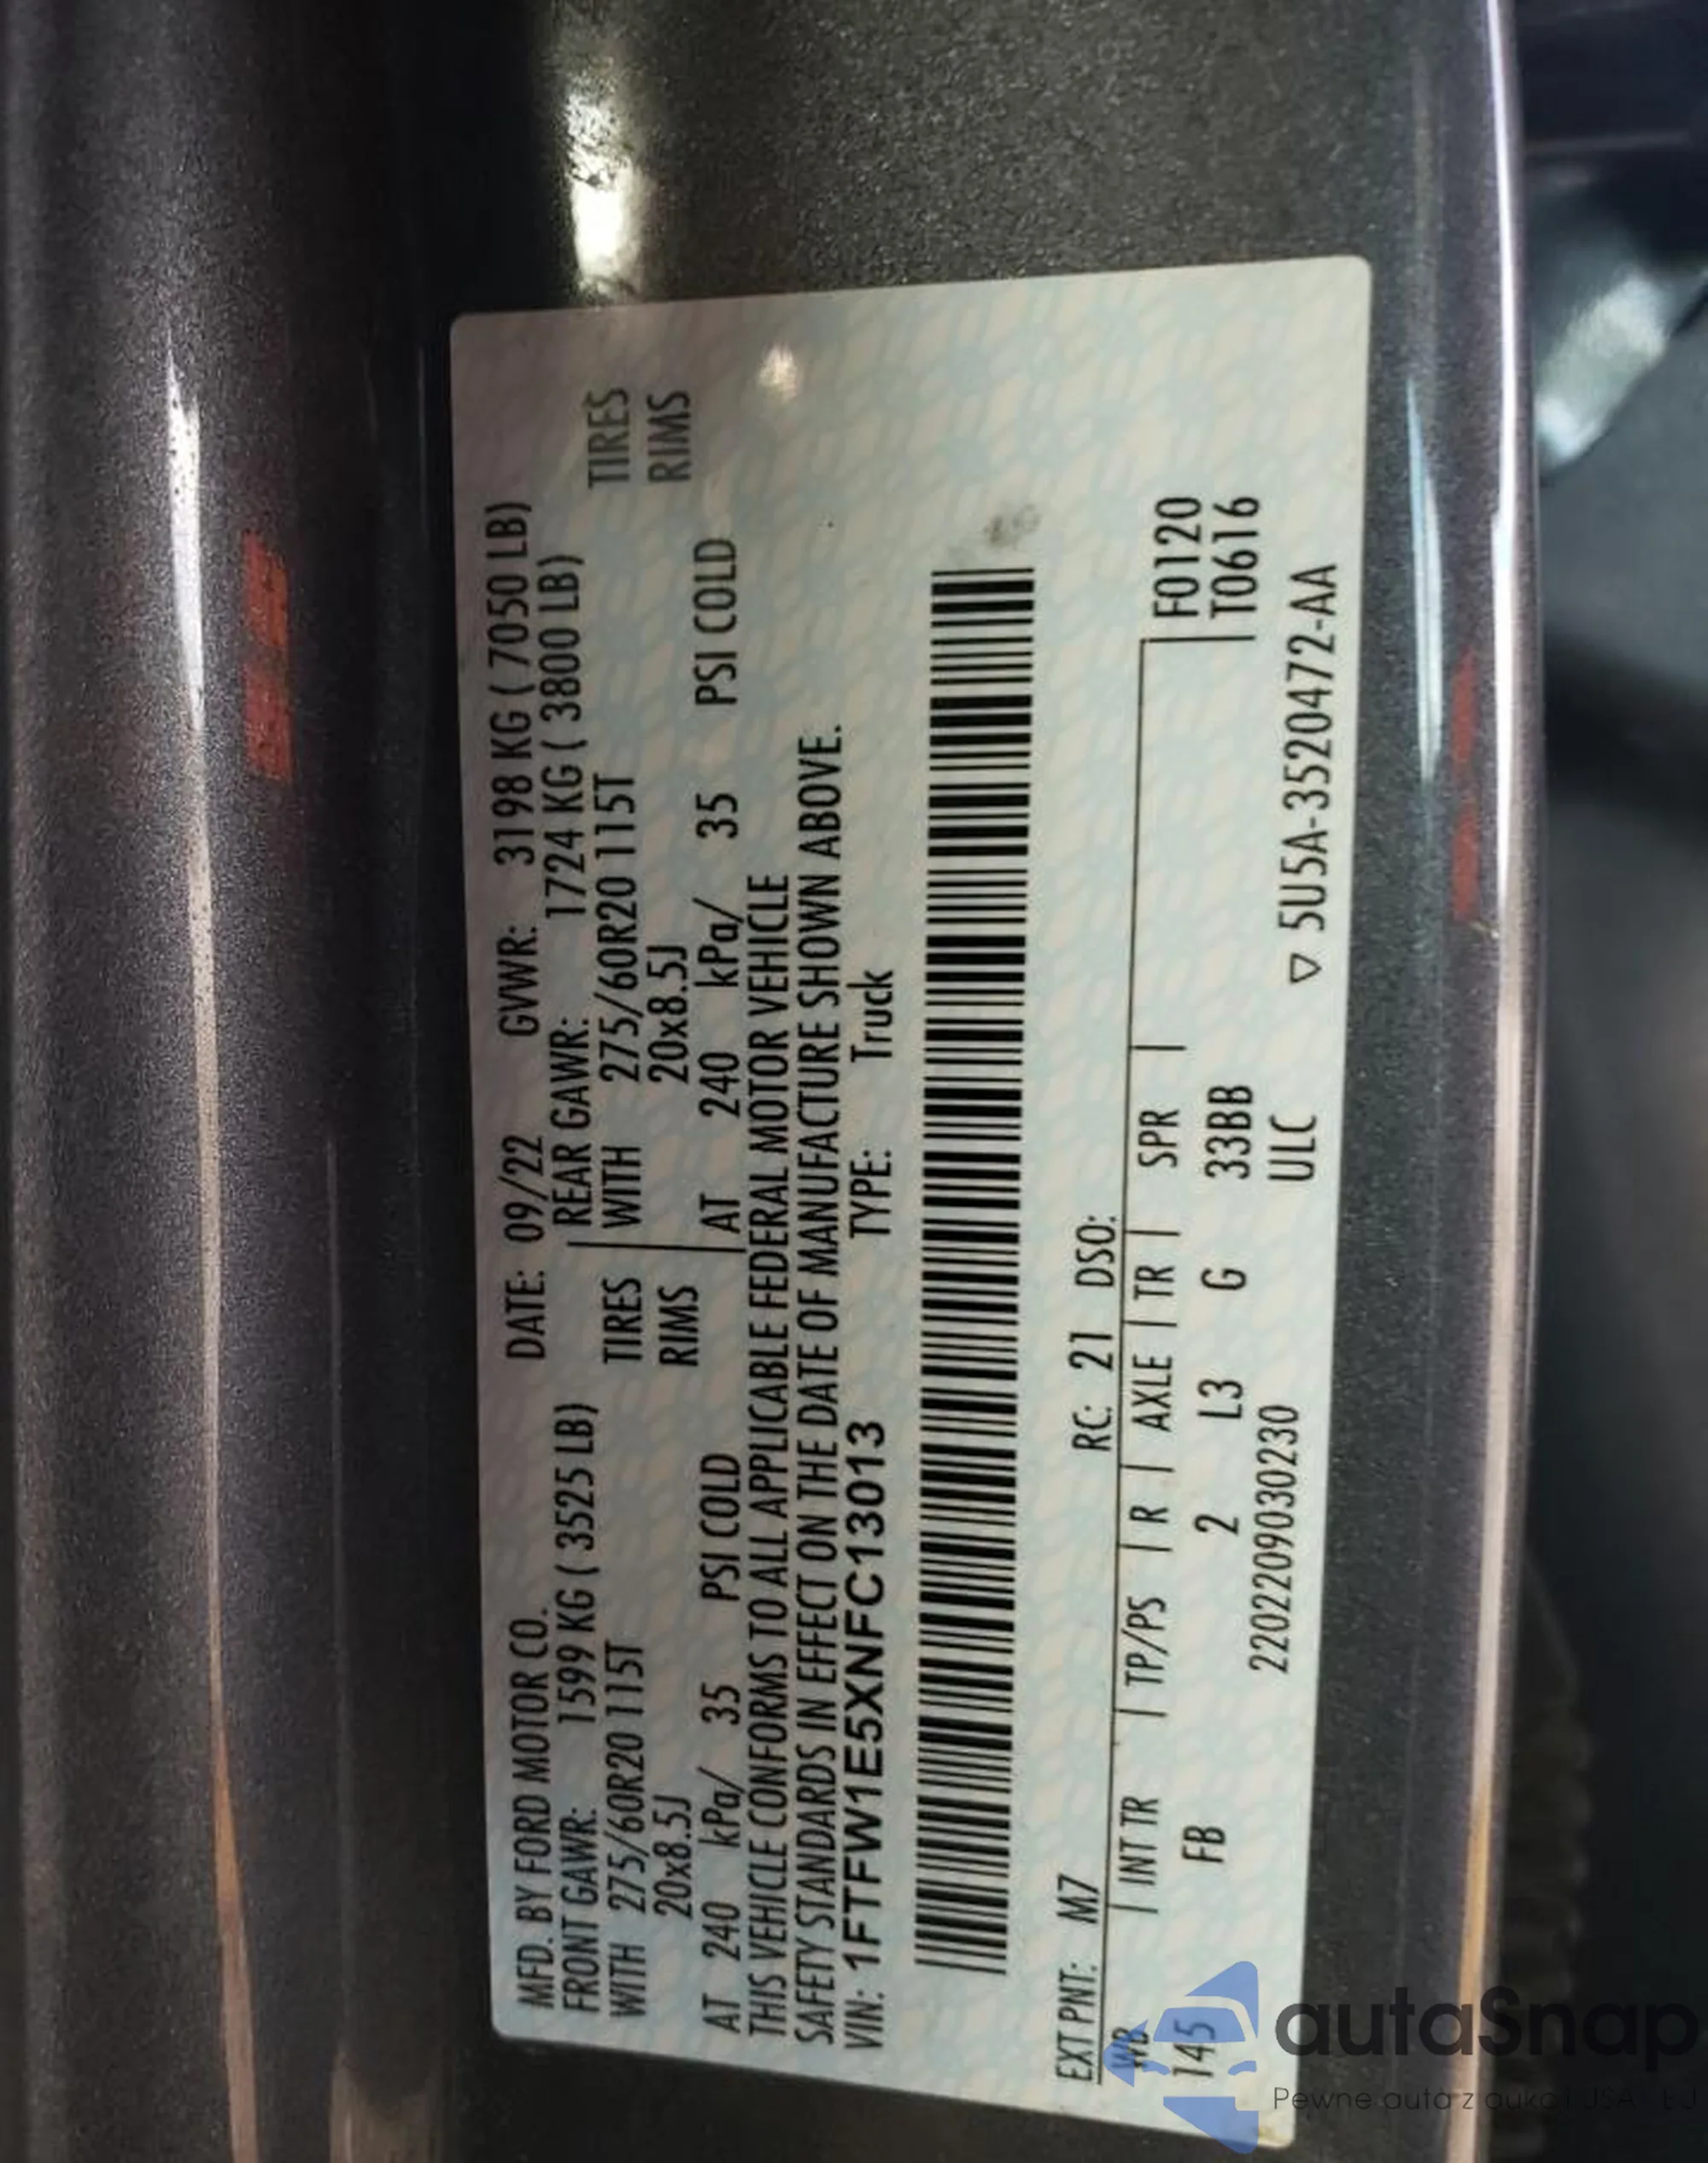 MFD. BY FORD MOTOR CO. DATE: 09/22 GVWR: 3198 KG ( 7050 LB)
FRONT GAWR: 1599 KG ( 3525 LB) REAR GAWR: 1724 KG ( 3800 LB)
WITH 275/60R20 115T TIRES WITH 275/60R20 115T TIRES
20x8.5J RIMS 20x8.5J RIMS
AT 240 kPa/ 35 PSI COLD AT 240 kPa/ 35 PSI COLD
THIS VEHICLE CONFORMS TO ALL APPLICABLE FEDERAL MOTOR VEHICLE
SAFETY STANDARDS IN EFFECT ON THE DATE OF MANUFACTURE SHOWN ABOVE.
VIN: 1FTFW1E5XNFC13013 TYPE: Truck
EXT PNT: M7 RC: 21 DSO:
WB | INT TR | TP/PS | R | AXLE | TR | SPR | F0120
145 FB 2 L3 G 33BB T0616
2202209030230 ULC ▽ 5U5A-3520472-AA
autaSnap
Pewne auta z aukcji USA